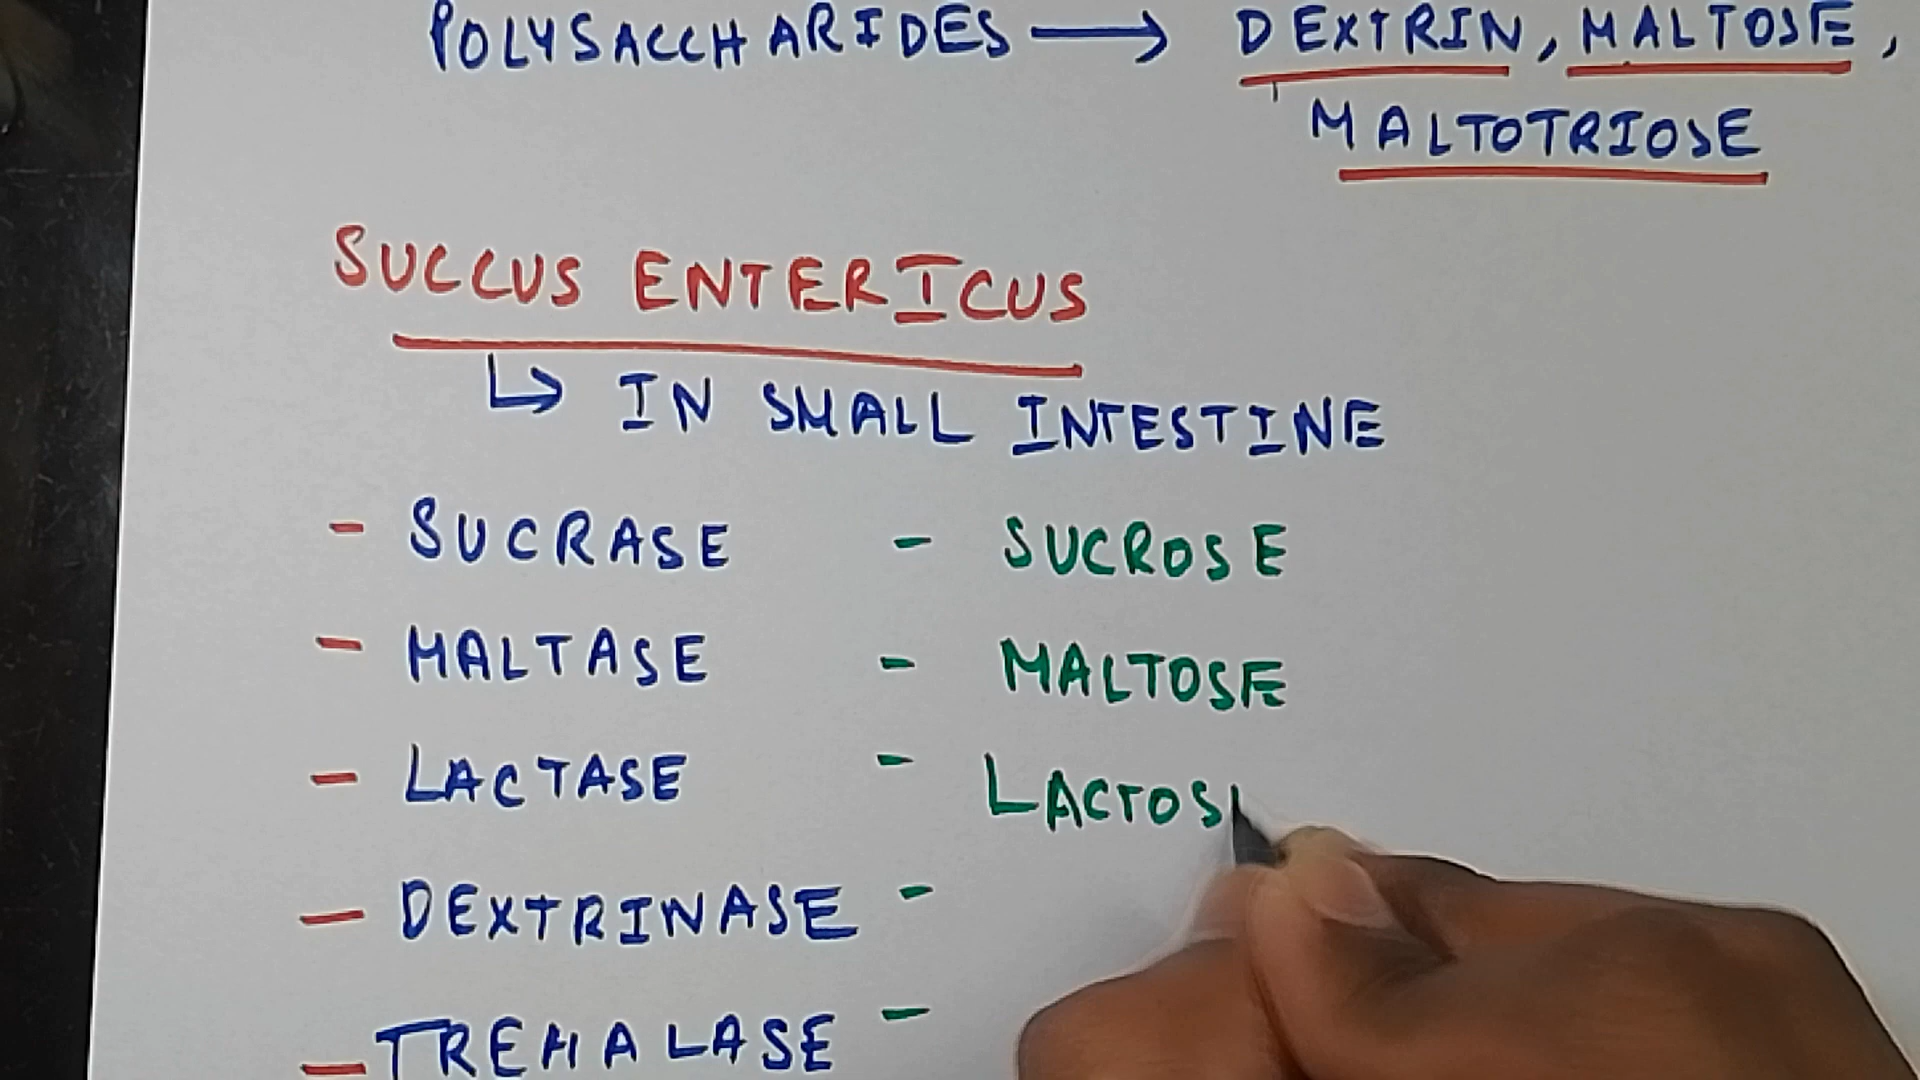 POLYSACCHARIDES → DEXTRIN, MALTOSE,
MALTOTRIOSE
SUCCUS ENTERICUS
↳ IN SMALL INTESTINE
- SUCRASE - SUCROSE
- MALTASE - MALTOSE
- LACTASE - LACTOS
- DEXTRINASE -
- TREHALASE -